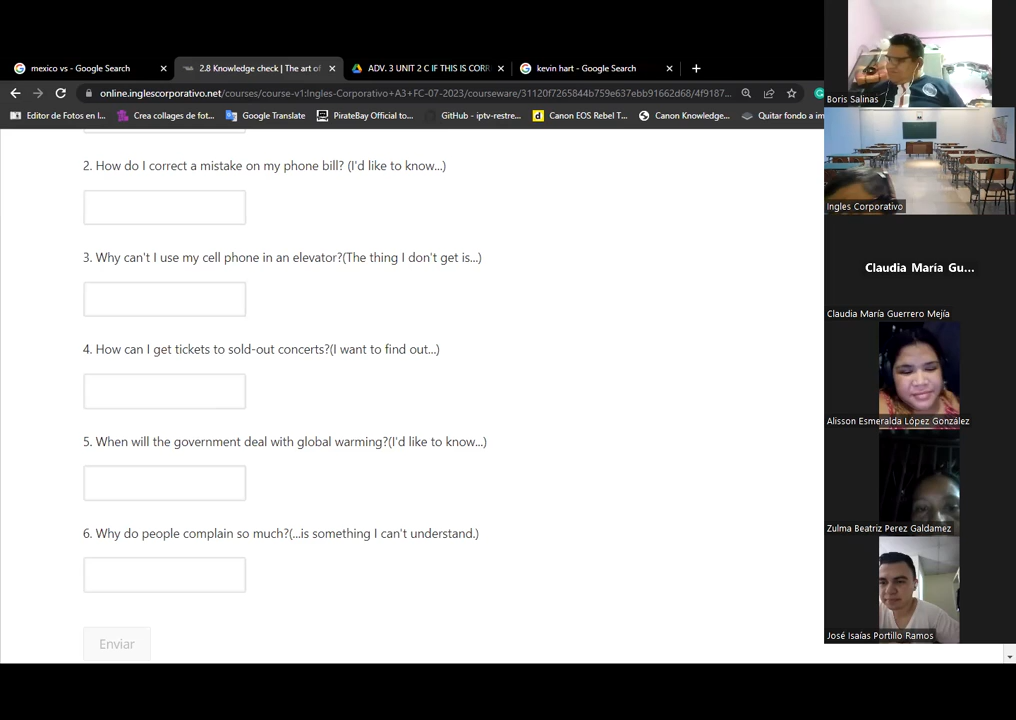 mexico vs - Google Search
2.8 Knowledge check | The art of
ADV. 3 UNIT 2 C IF THIS IS CORR
kevin hart - Google Search
online.inglescorporativo.net/courses/course-v1:Ingles-Corporativo+A3+FC-07-2023/courseware/31120f7265844b759e637ebb91662d68/4f9187...
Editor de Fotos en l...
Crea collages de fot...
Google Translate
PirateBay Official to...
GitHub - iptv-restre...
Canon EOS Rebel T...
Canon Knowledge...
Quitar fondo a im
2. How do I correct a mistake on my phone bill? (I'd like to know...)
3. Why can't I use my cell phone in an elevator?(The thing I don't get is...)
4. How can I get tickets to sold-out concerts?(I want to find out...)
5. When will the government deal with global warming?(I'd like to know...)
6. Why do people complain so much?(...is something I can't understand.)
Enviar
Boris Salinas
Ingles Corporativo
Claudia María Gu...
Claudia María Guerrero Mejía
Alisson Esmeralda López González
Zulma Beatriz Perez Galdamez
José Isaías Portillo Ramos